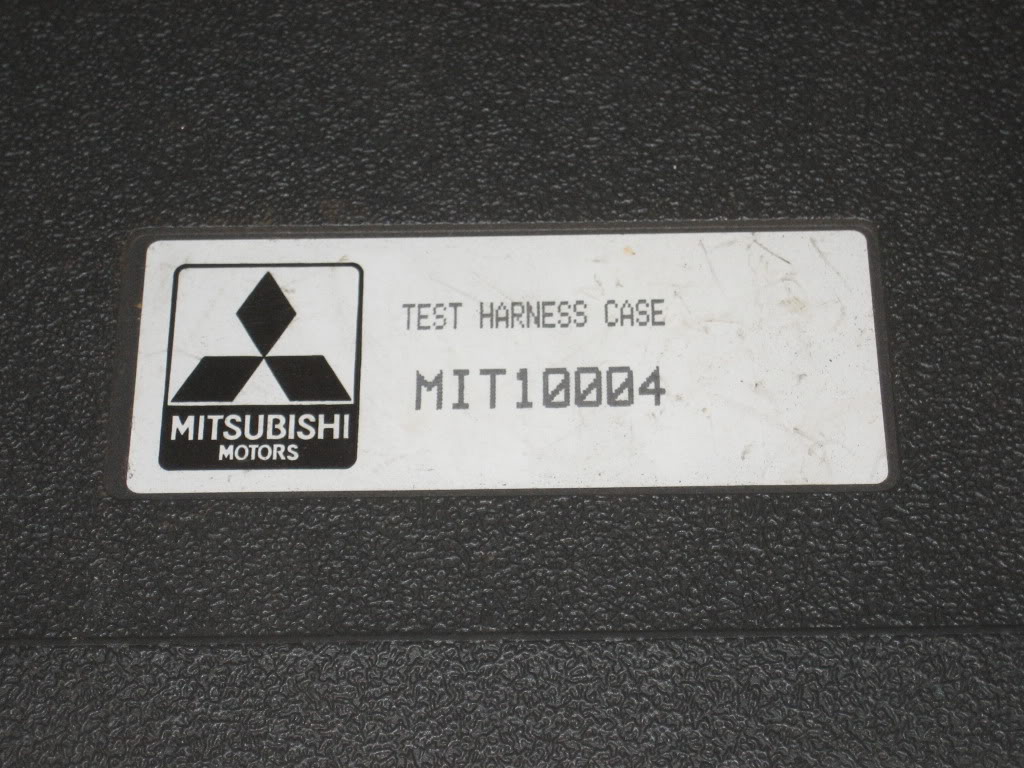 TEST HARNESS CASE
MIT10004
MITSUBISHI
MOTORS